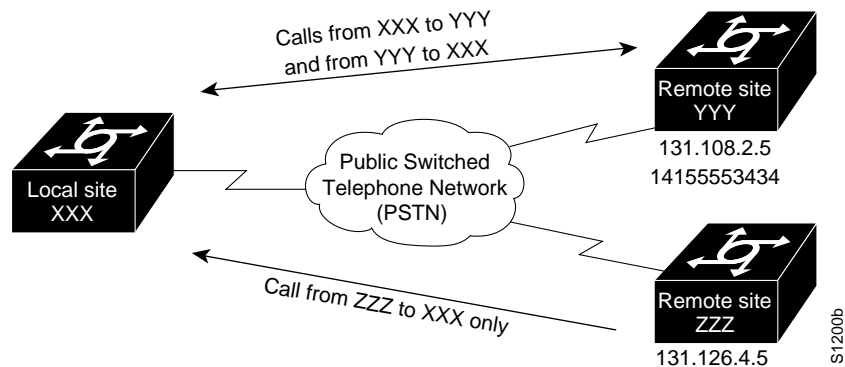 Calls from XXX to YYY
and from YYY to XXX
Remote site
YYY
131.108.2.5
14155553434
Local site
XXX
Public Switched
Telephone Network
(PSTN)
Call from ZZZ to XXX only
Remote site
ZZZ
131.126.4.5
S1200b